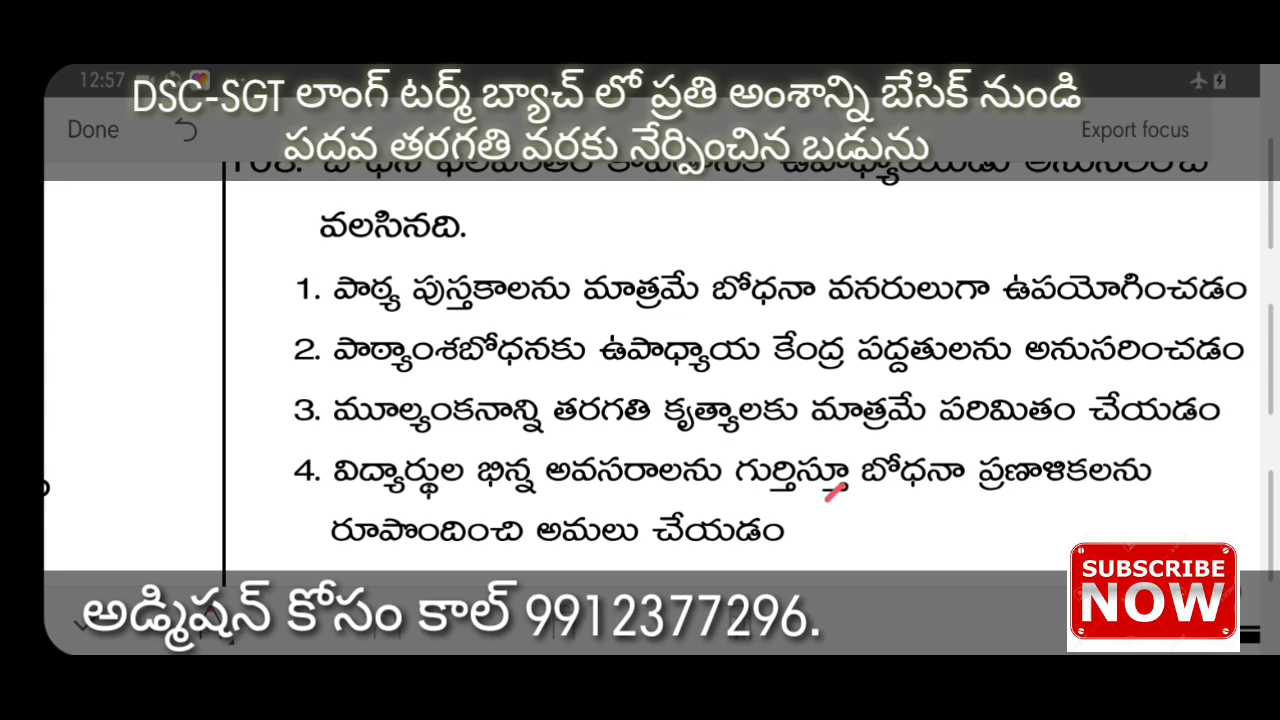 12:57
DSC-SGT లాంగ్ టర్మ్ బ్యాచ్ లో ప్రతి అంశాన్ని బేసిక్ నుండి
పదవ తరగతి వరకు నేర్పించిన బడును
Done
Export focus
ఉపాధ్యాయుడు
వలసినది.
1. పాఠ్య పుస్తకాలను మాత్రమే బోధనా వనరులుగా ఉపయోగించడం
2. పాఠ్యాంశబోధనకు ఉపాధ్యాయ కేంద్ర పద్దతులను అనుసరించడం
3. మూల్యంకనాన్ని తరగతి కృత్యాలకు మాత్రమే పరిమితం చేయడం
4. విద్యార్థుల భిన్న అవసరాలను గుర్తిస్తూ బోధనా ప్రణాళికలను
రూపొందించి అమలు చేయడం
అడ్మిషన్ కోసం కాల్ 9912377296.
SUBSCRIBE
NOW